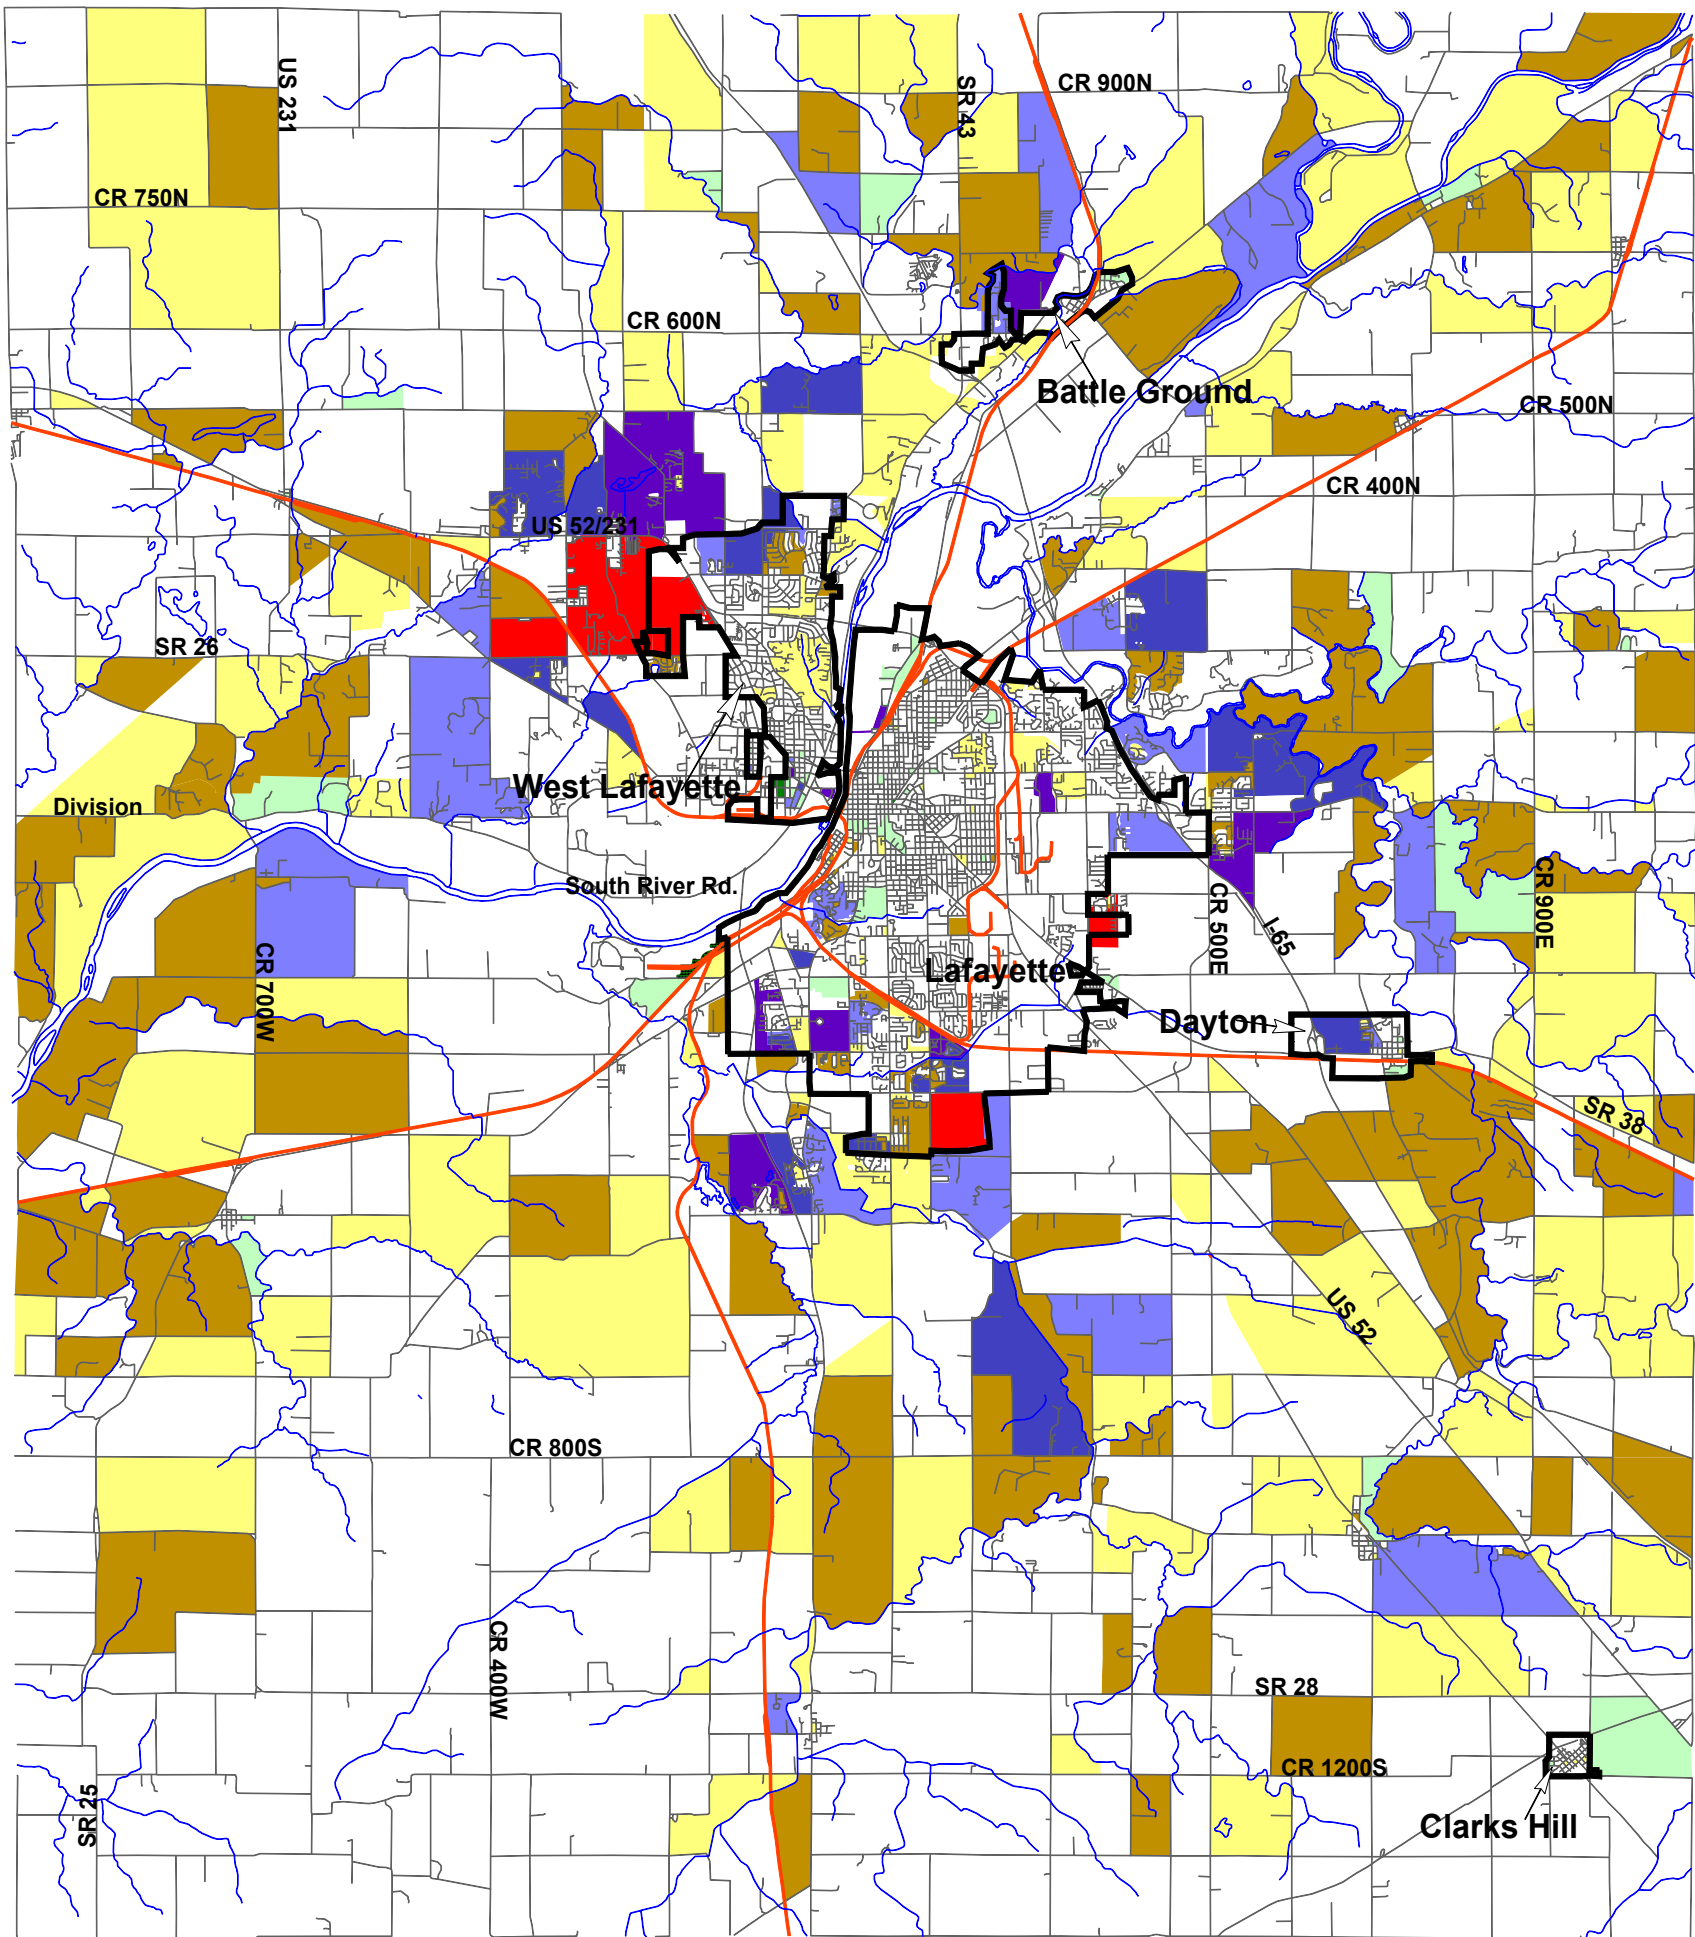 US 231
SR 43
CR 900N
CR 750N
CR 600N
Battle Ground
CR 500N
CR 400N
US 52/231
SR 26
West Lafayette
Division
South River Rd.
CR 700W
CR 500E
I-65
CR 900E
Lafayette
Dayton
SR 38
US 52
CR 800S
CR 400W
SR 28
CR 1200S
SR 25
Clarks Hill